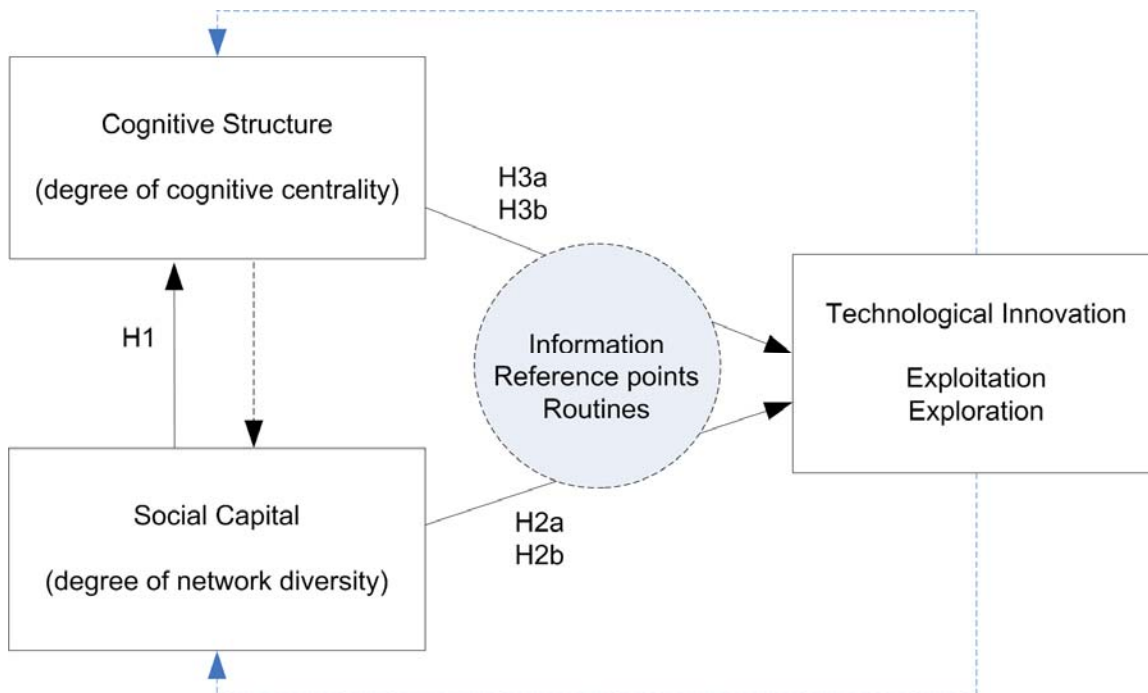 Cognitive Structure
(degree of cognitive centrality)
H3a
H3b
H1
Information
Reference points
Routines
Technological Innovation
Exploitation
Exploration
Social Capital
(degree of network diversity)
H2a
H2b